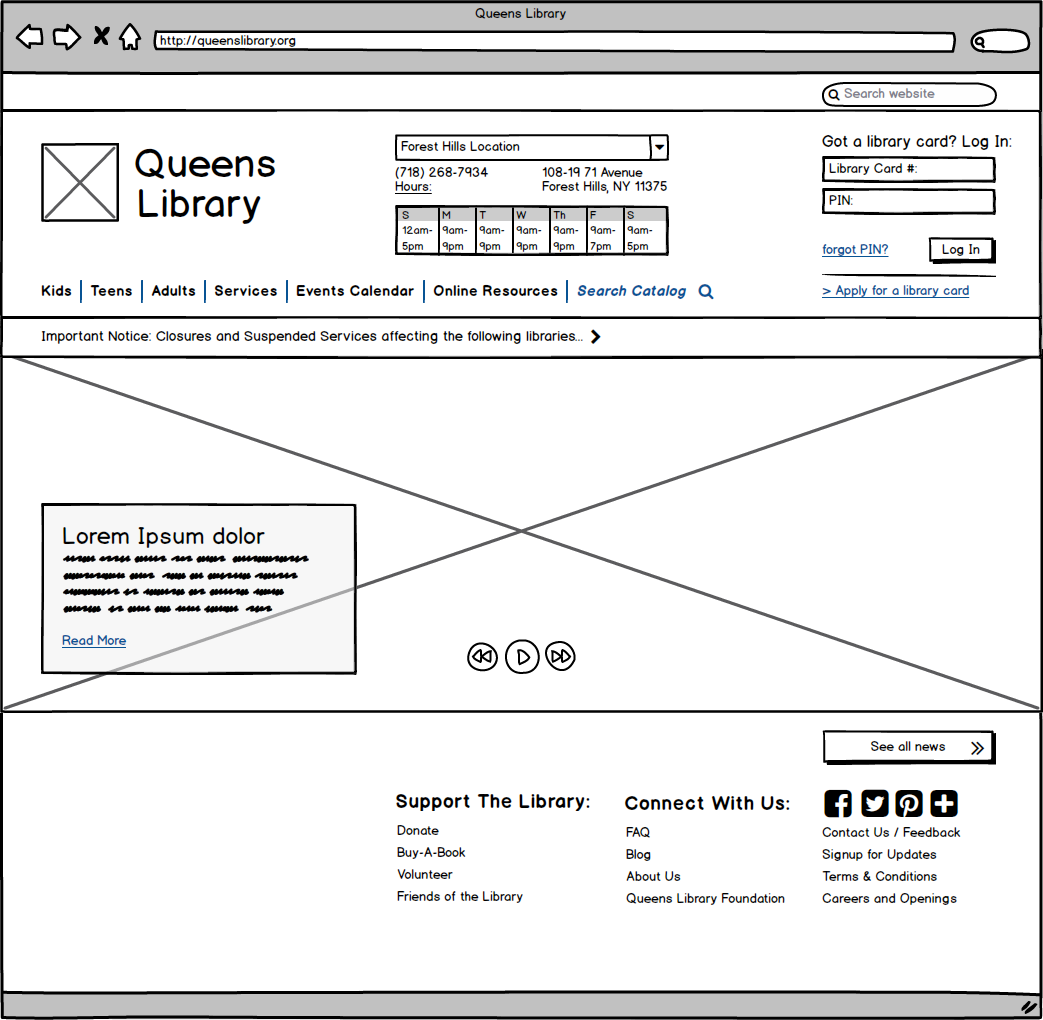 Queens Library
http://queenslibrary.org
Search website
Queens
Library
Forest Hills Location
(718) 268-7934
Hours:
108-19 71 Avenue
Forest Hills, NY 11375
S M T W Th F S
12am- 9am- 9am- 9am- 9am- 9am- 9am-
5pm 9pm 9pm 9pm 9pm 7pm 5pm
Got a library card? Log In:
Library Card #:
PIN:
forgot PIN?
Log In
> Apply for a library card
Kids Teens Adults Services Events Calendar Online Resources Search Catalog
Important Notice: Closures and Suspended Services affecting the following libraries...
Lorem Ipsum dolor
Read More
See all news
Support The Library:
Donate
Buy-A-Book
Volunteer
Friends of the Library
Connect With Us:
FAQ
Blog
About Us
Queens Library Foundation
Contact Us / Feedback
Signup for Updates
Terms & Conditions
Careers and Openings